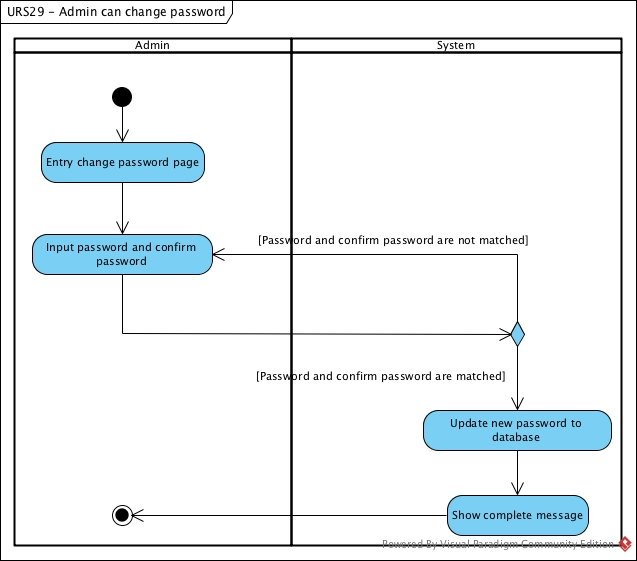 URS29 - Admin can change password
Admin
System
Entry change password page
Input password and confirm
password
[Password and confirm password are not matched]
[Password and confirm password are matched]
Update new password to
database
Show complete message
Powered By Visual Paradigm Community Edition